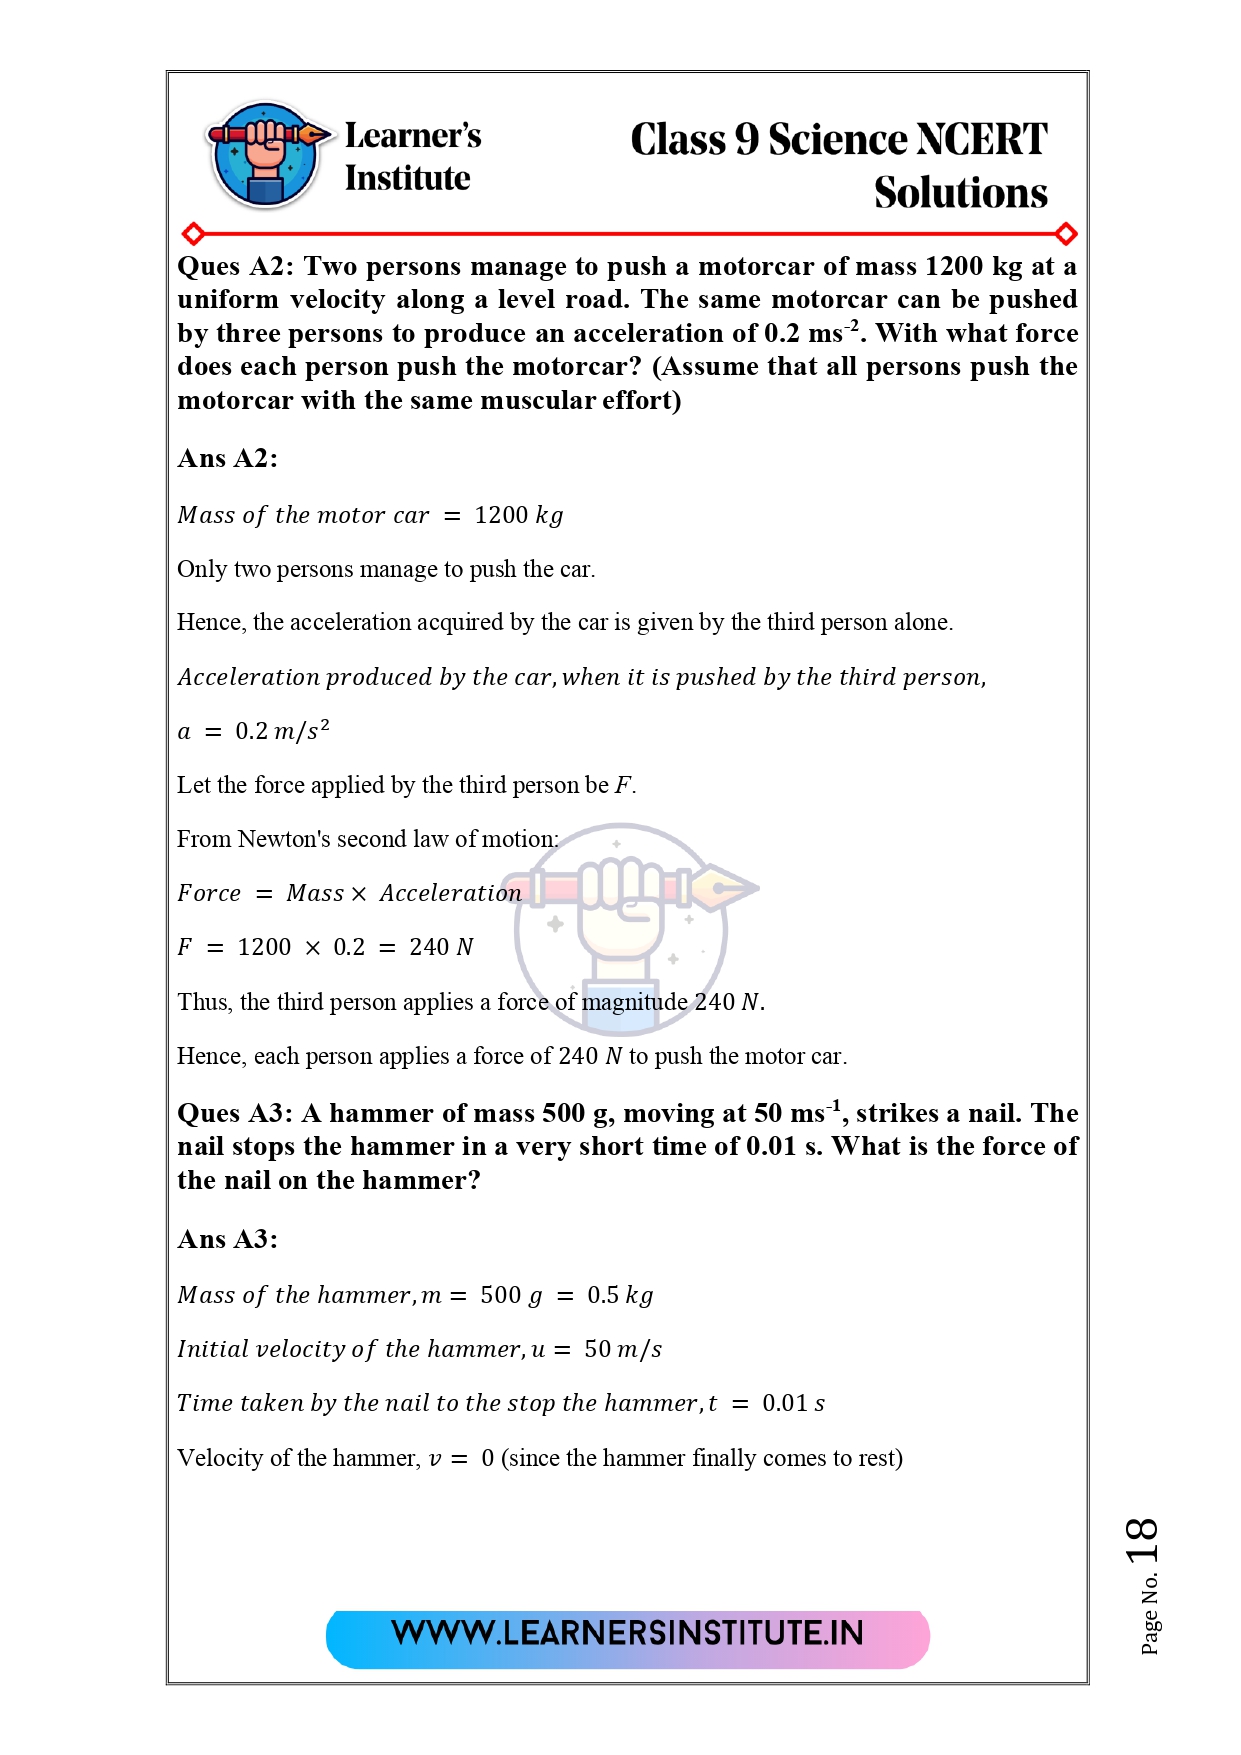 Learner's
Institute
Class 9 Science NCERT
Solutions
Ques A2: Two persons manage to push a motorcar of mass 1200 kg at a
uniform velocity along a level road. The same motorcar can be pushed
by three persons to produce an acceleration of 0.2 ms⁻². With what force
does each person push the motorcar? (Assume that all persons push the
motorcar with the same muscular effort)
Ans A2:
Mass of the motor car = 1200 kg
Only two persons manage to push the car.
Hence, the acceleration acquired by the car is given by the third person alone.
Acceleration produced by the car, when it is pushed by the third person,
a = 0.2 m/s²
Let the force applied by the third person be F.
From Newton's second law of motion:
Force = Mass × Acceleration
F = 1200 × 0.2 = 240 N
Thus, the third person applies a force of magnitude 240 N.
Hence, each person applies a force of 240 N to push the motor car.
Ques A3: A hammer of mass 500 g, moving at 50 ms⁻¹, strikes a nail. The
nail stops the hammer in a very short time of 0.01 s. What is the force of
the nail on the hammer?
Ans A3:
Mass of the hammer, m = 500 g = 0.5 kg
Initial velocity of the hammer, u = 50 m/s
Time taken by the nail to the stop the hammer, t = 0.01 s
Velocity of the hammer, v = 0 (since the hammer finally comes to rest)
Page No. 18
WWW.LEARNERSINSTITUTE.IN